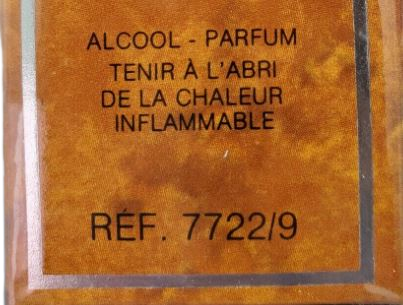 ALCOOL - PARFUM
TENIR À L'ABRI
DE LA CHALEUR
INFLAMMABLE
RÉF. 7722/9